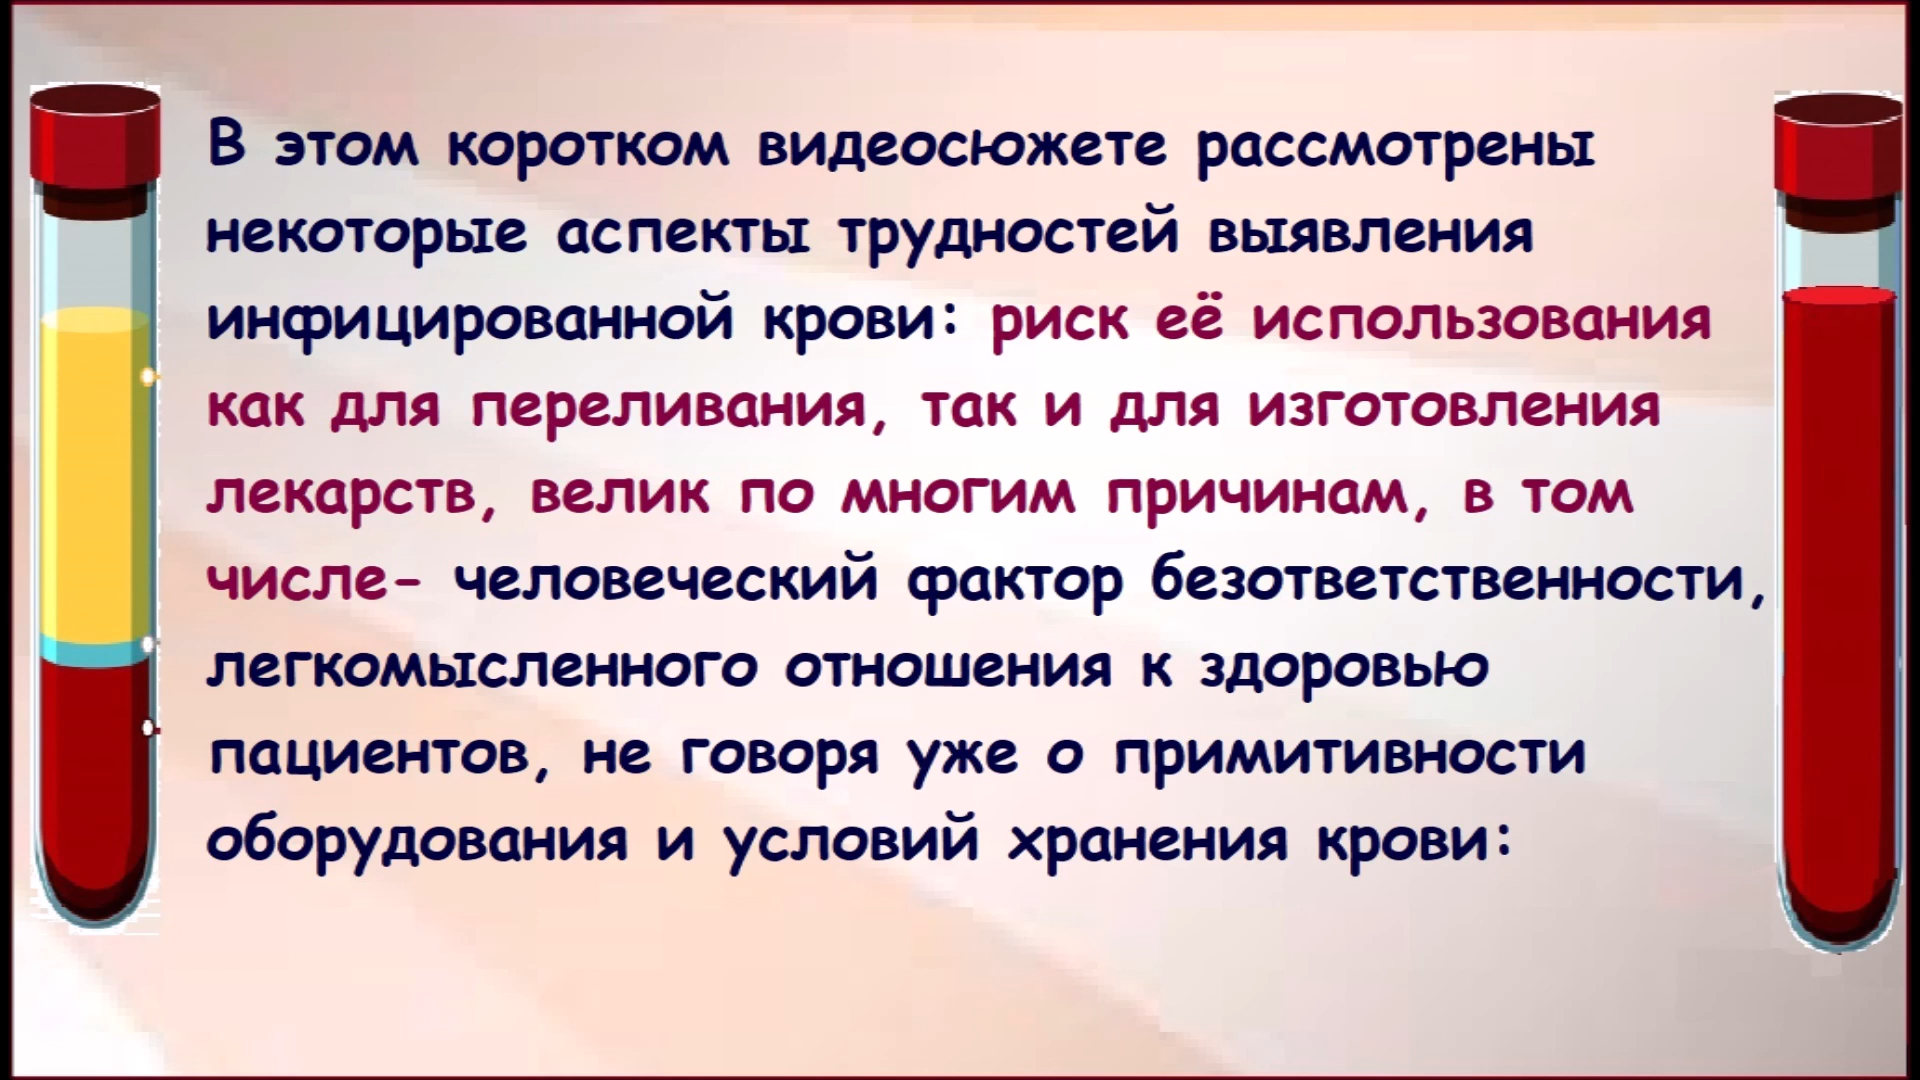 В этом коротком видеосюжете рассмотрены
некоторые аспекты трудностей выявления
инфицированной крови: риск её использования
как для переливания, так и для изготовления
лекарств, велик по многим причинам, в том
числе- человеческий фактор безответственности,
легкомысленного отношения к здоровью
пациентов, не говоря уже о примитивности
оборудования и условий хранения крови: